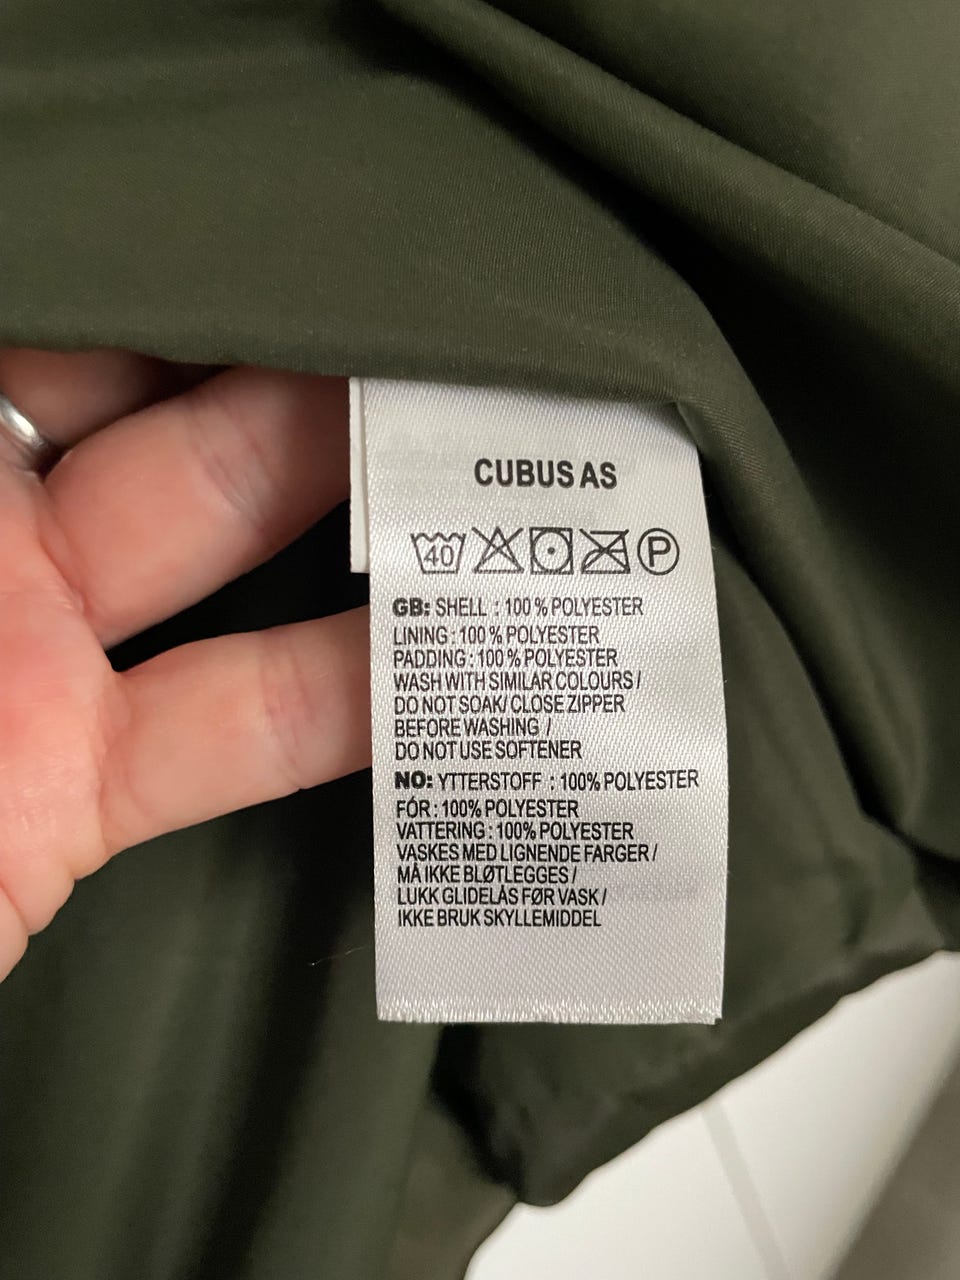 CUBUS AS
40 P
GB: SHELL : 100 % POLYESTER
LINING : 100 % POLYESTER
PADDING : 100 % POLYESTER
WASH WITH SIMILAR COLOURS /
DO NOT SOAK/ CLOSE ZIPPER
BEFORE WASHING /
DO NOT USE SOFTENER
NO: YTTERSTOFF : 100% POLYESTER
FÓR : 100% POLYESTER
VATTERING : 100% POLYESTER
VASKES MED LIGNENDE FARGER /
MÅ IKKE BLØTLEGGES /
LUKK GLIDELÅS FØR VASK /
IKKE BRUK SKYLLEMIDDEL